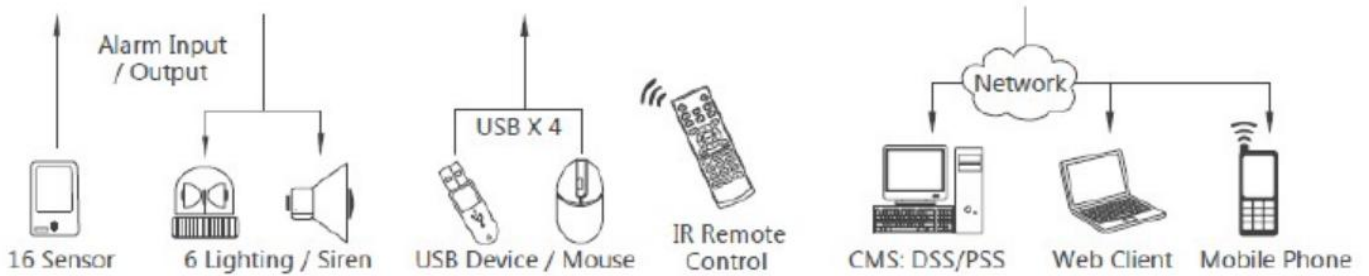 Alarm Input
/ Output
USB X 4
Network
16 Sensor
6 Lighting / Siren
USB Device / Mouse
IR Remote
Control
CMS: DSS/PSS
Web Client
Mobile Phone